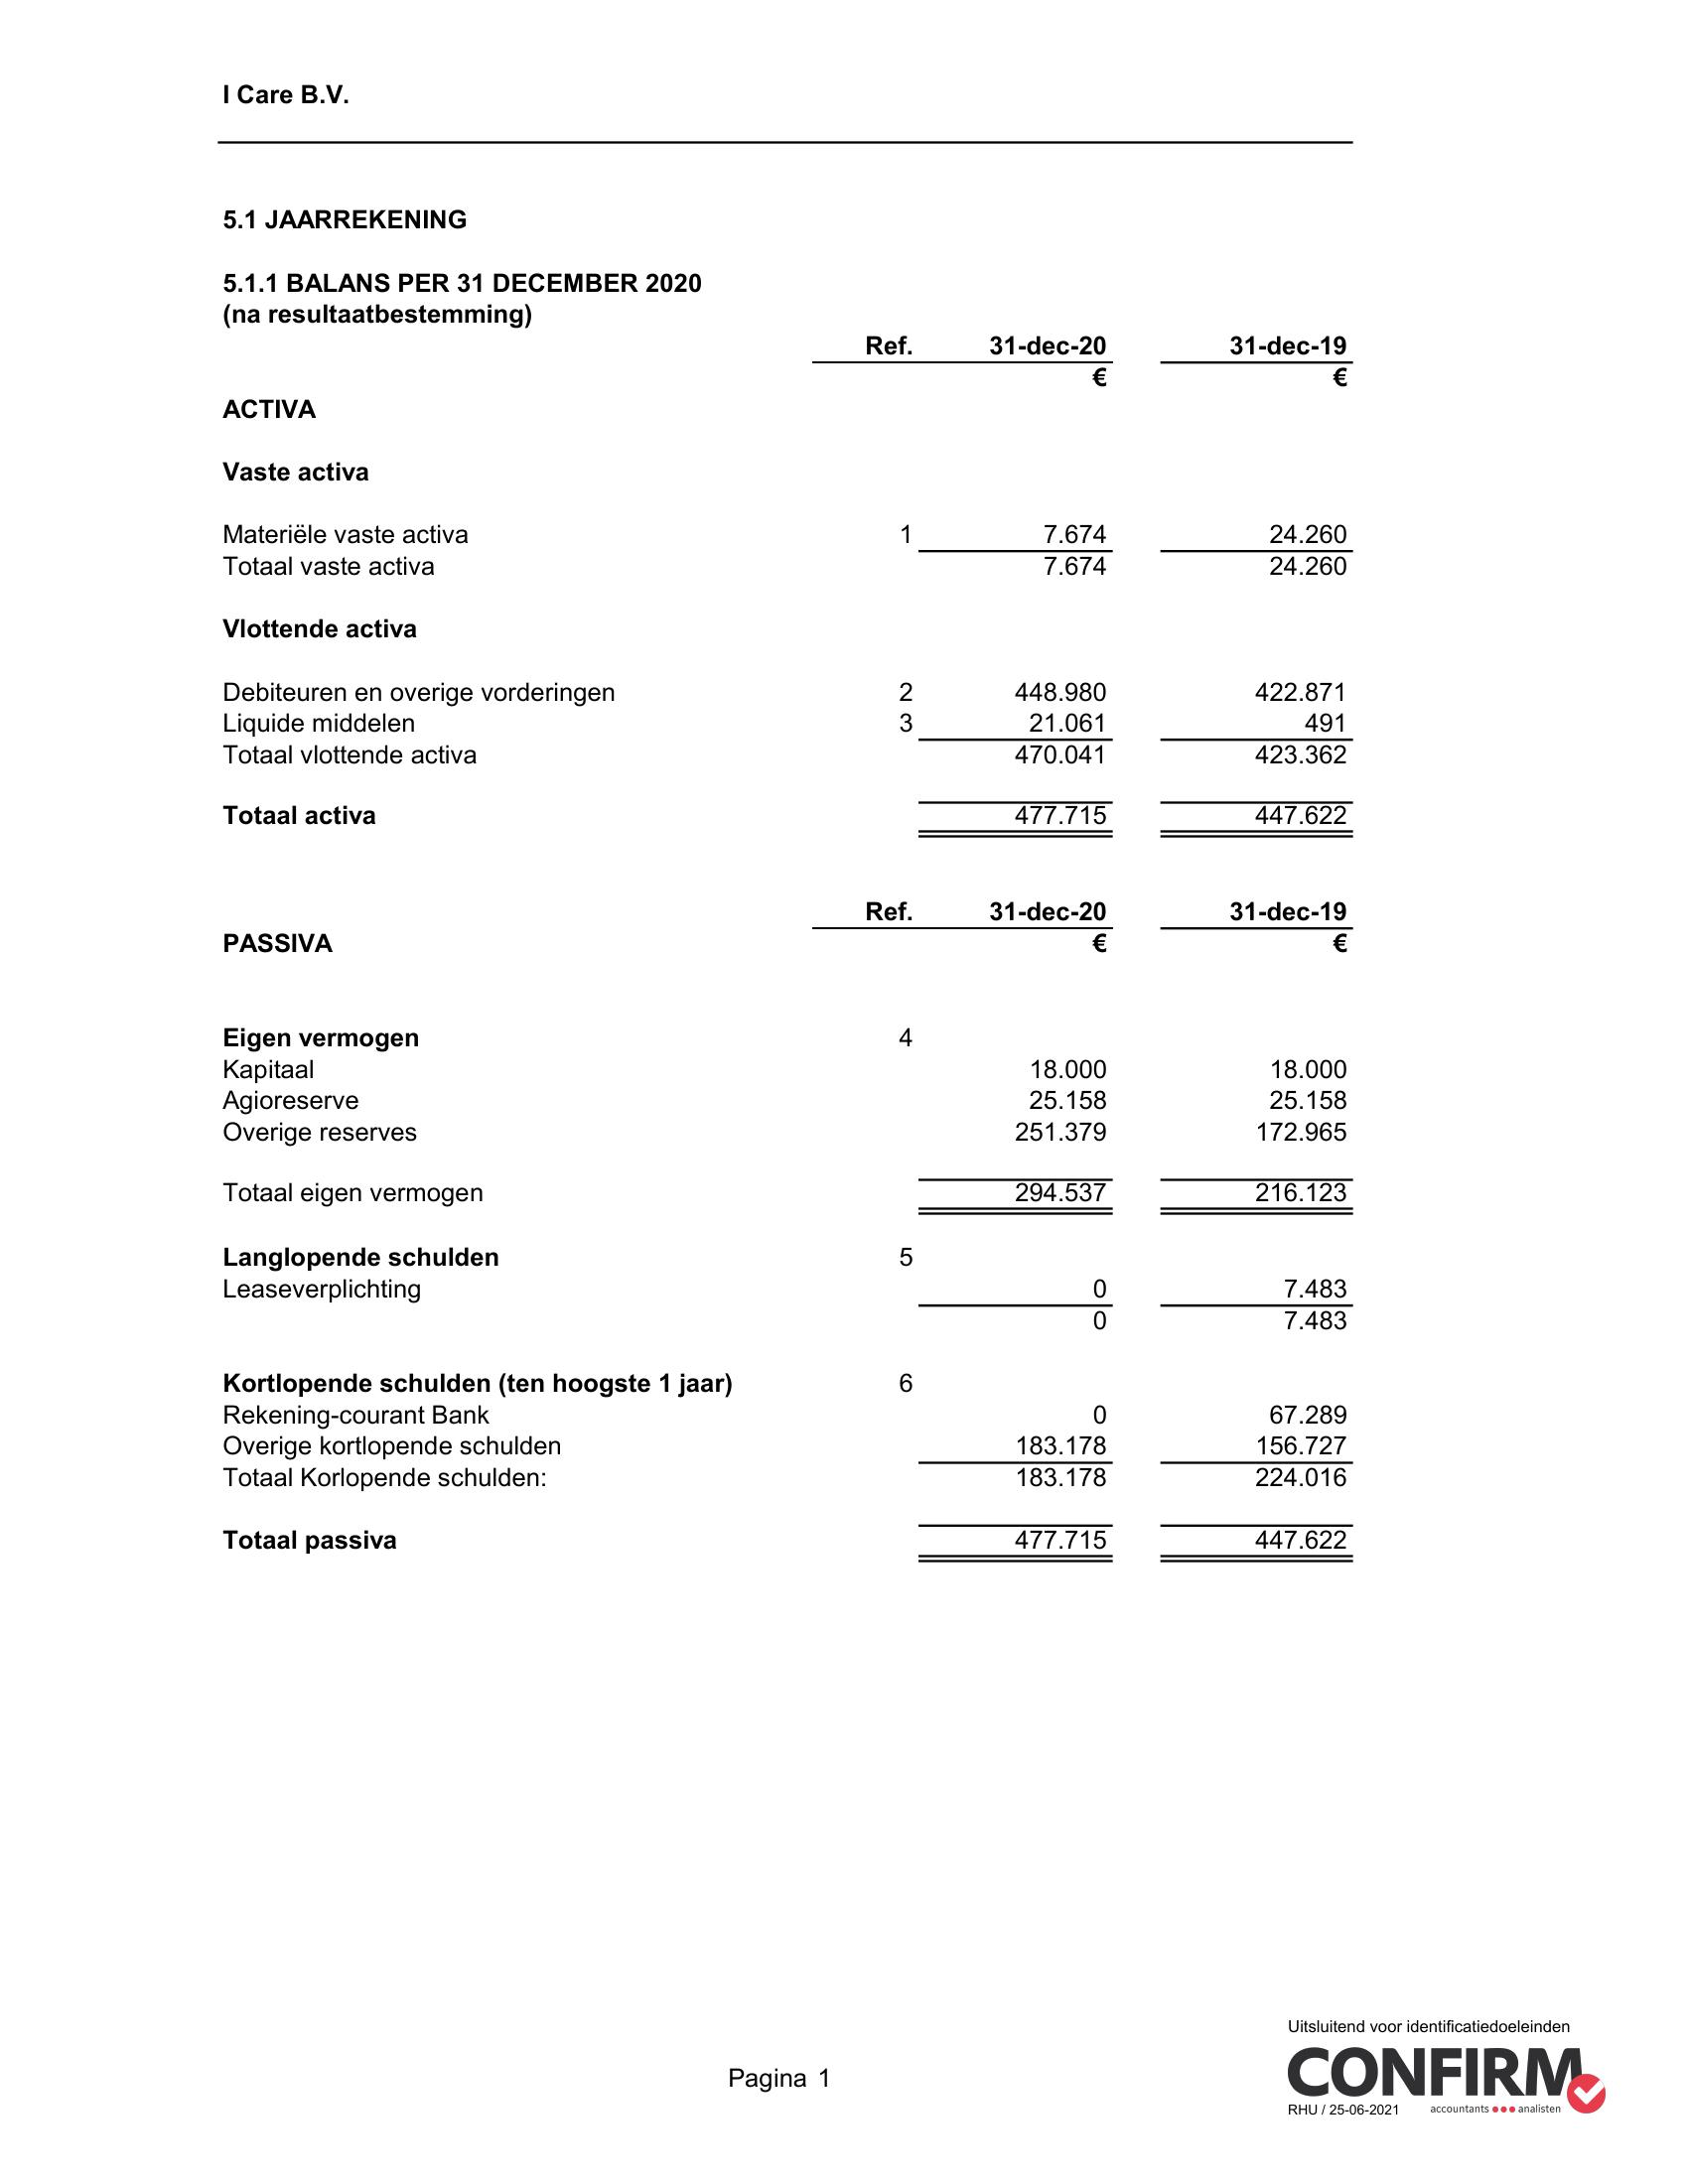 I Care B.V.
5.1 JAARREKENING
5.1.1 BALANS PER 31 DECEMBER 2020
(na resultaatbestemming)
Ref. 31-dec-20 31-dec-19
€ €
ACTIVA
Vaste activa
Materiële vaste activa 1 7.674 24.260
Totaal vaste activa 7.674 24.260
Vlottende activa
Debiteuren en overige vorderingen 2 448.980 422.871
Liquide middelen 3 21.061 491
Totaal vlottende activa 470.041 423.362
Totaal activa 477.715 447.622
Ref. 31-dec-20 31-dec-19
PASSIVA € €
Eigen vermogen 4
Kapitaal 18.000 18.000
Agioreserve 25.158 25.158
Overige reserves 251.379 172.965
Totaal eigen vermogen 294.537 216.123
Langlopende schulden 5
Leaseverplichting 0 7.483
0 7.483
Kortlopende schulden (ten hoogste 1 jaar) 6
Rekening-courant Bank 0 67.289
Overige kortlopende schulden 183.178 156.727
Totaal Korlopende schulden: 183.178 224.016
Totaal passiva 477.715 447.622
Uitsluitend voor identificatiedoeleinden
CONFIRM
Pagina 1
RHU / 25-06-2021 accountants analisten